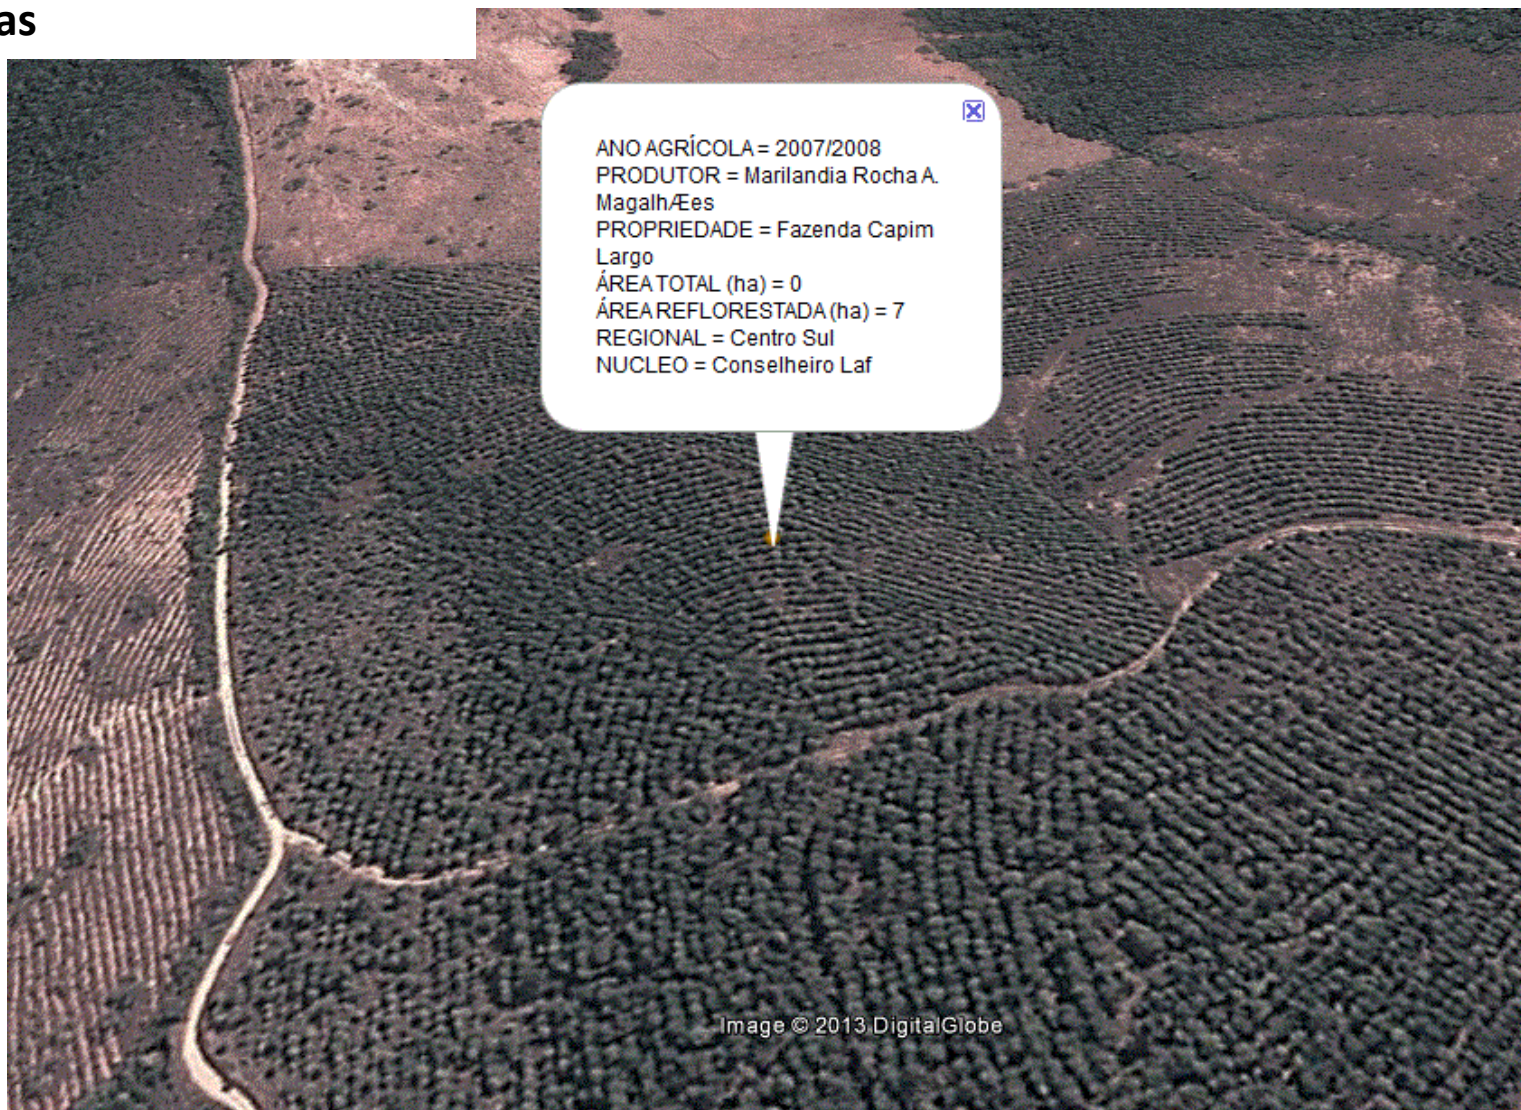 as
ANO AGRÍCOLA = 2007/2008
PRODUTOR = Marilandia Rocha A.
MagalhÆes
PROPRIEDADE = Fazenda Capim
Largo
ÁREA TOTAL (ha) = 0
ÁREA REFLORESTADA (ha) = 7
REGIONAL = Centro Sul
NUCLEO = Conselheiro Laf
Image © 2013 DigitalGlobe